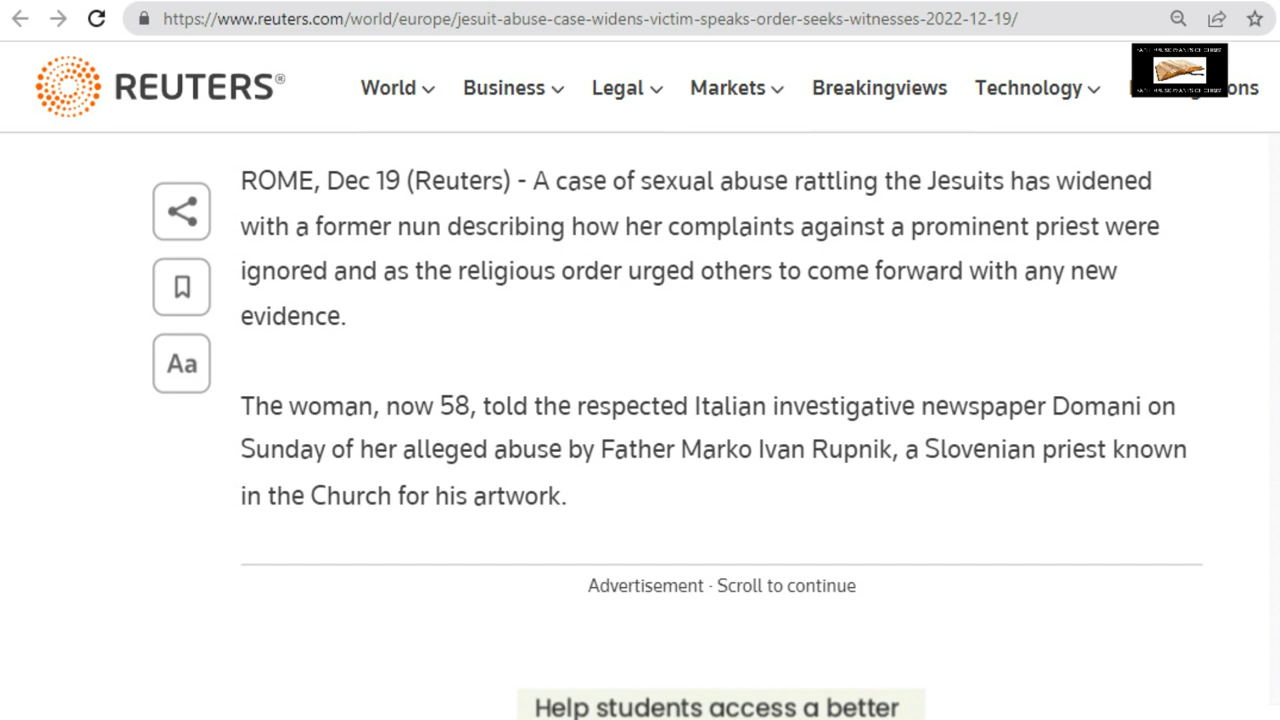 https://www.reuters.com/world/europe/jesuit-abuse-case-widens-victim-speaks-order-seeks-witnesses-2022-12-19/
REUTERS®
World Business Legal Markets Breakingviews Technology
ROME, Dec 19 (Reuters) - A case of sexual abuse rattling the Jesuits has widened
with a former nun describing how her complaints against a prominent priest were
ignored and as the religious order urged others to come forward with any new
evidence.
Aa
The woman, now 58, told the respected Italian investigative newspaper Domani on
Sunday of her alleged abuse by Father Marko Ivan Rupnik, a Slovenian priest known
in the Church for his artwork.
Advertisement · Scroll to continue
Help students access a better